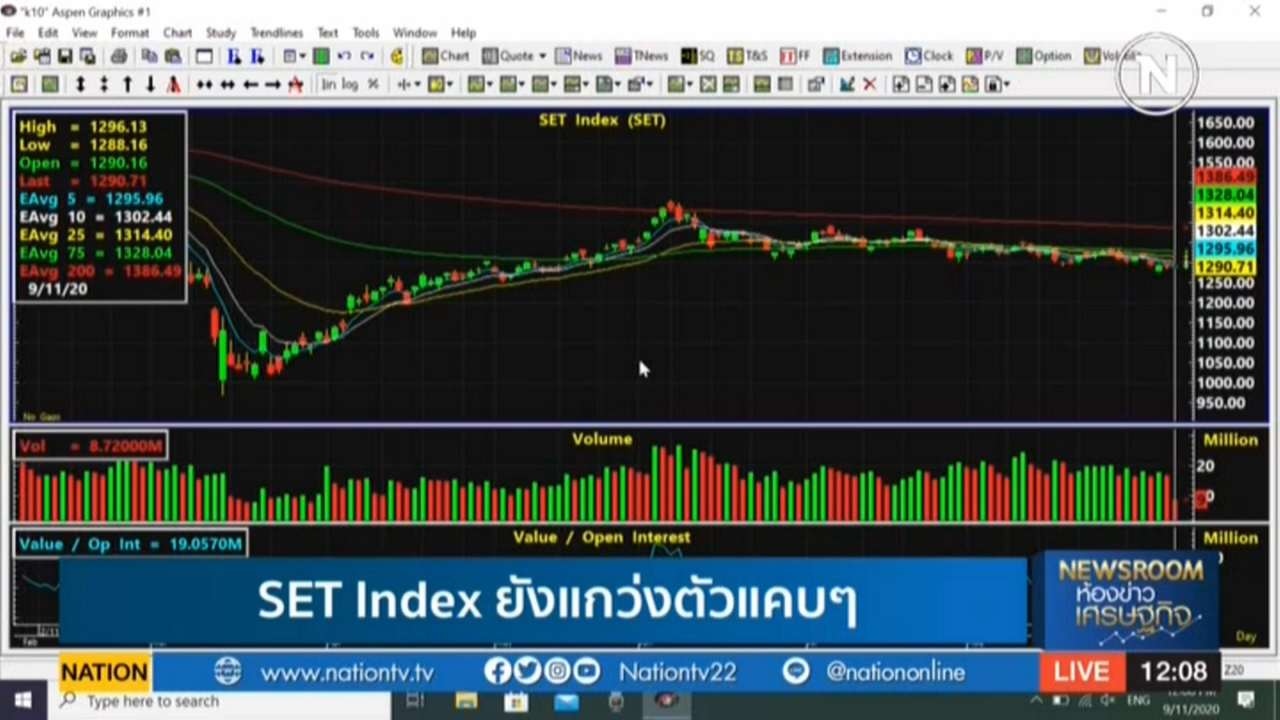 "k10" Aspen Graphics #1
File Edit View Format Chart Study Trendlines Text Tools Window Help
Chart Quote News TNews SQ T&S FF Extension Clock P/V Option
lin log %
N
SET Index (SET)
High = 1296.13
Low = 1288.16
Open = 1290.16
Last = 1290.71
EAvg 5 = 1295.96
EAvg 10 = 1302.44
EAvg 25 = 1314.40
EAvg 75 = 1328.04
EAvg 200 = 1386.49
9/11/20
1650.00
1600.00
1550.00
1386.49
1328.04
1314.40
1302.44
1295.96
1290.71
1250.00
1200.00
1150.00
1100.00
1050.00
1000.00
950.00
No Gaps
Vol = 8.72000M
Volume
Million
20
Value / Op Int = 19.0570M
Value / Open Interest
Million
SET Index ยังแกว่งตัวแคบๆ
NEWSROOM
ห้องข่าว
เศรษฐกิจ
Feb
Day
NATION www.nationtv.tv Nationtv22 @nationonline LIVE 12:08
Z20
Type here to search
ENG
9/11/2020